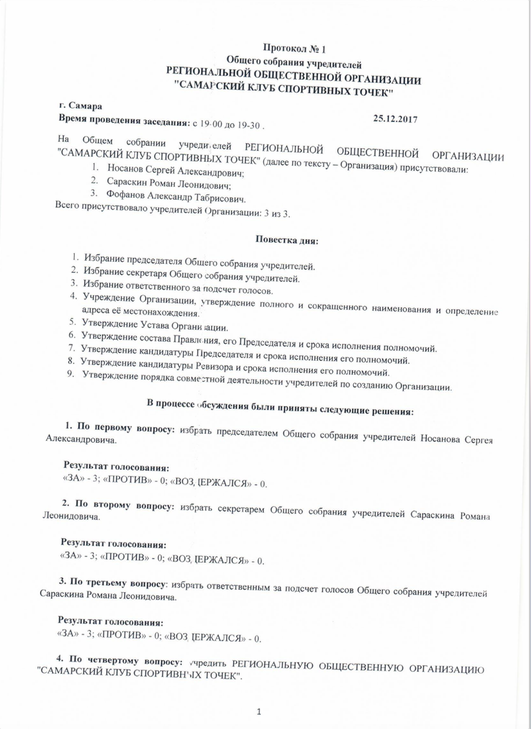 Протокол № 1
Общего собрания учредителей
РЕГИОНАЛЬНОЙ ОБЩЕСТВЕННОЙ ОРГАНИЗАЦИИ
"САМАРСКИЙ КЛУБ СПОРТИВНЫХ ТОЧЕК"
г. Самара
25.12.2017
Время проведения заседания: с 19-00 до 19-30 .
На Общем собрании учредителей РЕГИОНАЛЬНОЙ ОБЩЕСТВЕННОЙ ОРГАНИЗАЦИИ
"САМАРСКИЙ КЛУБ СПОРТИВНЫХ ТОЧЕК" (далее по тексту – Организация) присутствовали:
1. Носанов Сергей Александрович;
2. Сараскин Роман Леонидович;
3. Фофанов Александр Табрисович.
Всего присутствовало учредителей Организации: 3 из 3.
Повестка дня:
1. Избрание председателя Общего собрания учредителей.
2. Избрание секретаря Общего собрания учредителей.
3. Избрание ответственного за подсчет голосов.
4. Учреждение Организации, утверждение полного и сокращенного наименования и определение
адреса её местонахождения.
5. Утверждение Устава Организации.
6. Утверждение состава Правления, его Председателя и срока исполнения полномочий.
7. Утверждение кандидатуры Председателя и срока исполнения его полномочий.
8. Утверждение кандидатуры Ревизора и срока исполнения его полномочий.
9. Утверждение порядка совместной деятельности учредителей по созданию Организации.
В процессе обсуждения были приняты следующие решения:
1. По первому вопросу: избрать председателем Общего собрания учредителей Носанова Сергея
Александровича.
Результат голосования:
«ЗА» - 3; «ПРОТИВ» - 0; «ВОЗДЕРЖАЛСЯ» - 0.
2. По второму вопросу: избрать секретарем Общего собрания учредителей Сараскина Романа
Леонидовича.
Результат голосования:
«ЗА» - 3; «ПРОТИВ» - 0; «ВОЗДЕРЖАЛСЯ» - 0.
3. По третьему вопросу: избрать ответственным за подсчет голосов Общего собрания учредителей
Сараскина Романа Леонидовича.
Результат голосования:
«ЗА» - 3; «ПРОТИВ» - 0; «ВОЗДЕРЖАЛСЯ» - 0.
4. По четвертому вопросу: учредить РЕГИОНАЛЬНУЮ ОБЩЕСТВЕННУЮ ОРГАНИЗАЦИЮ
"САМАРСКИЙ КЛУБ СПОРТИВНЫХ ТОЧЕК".
1